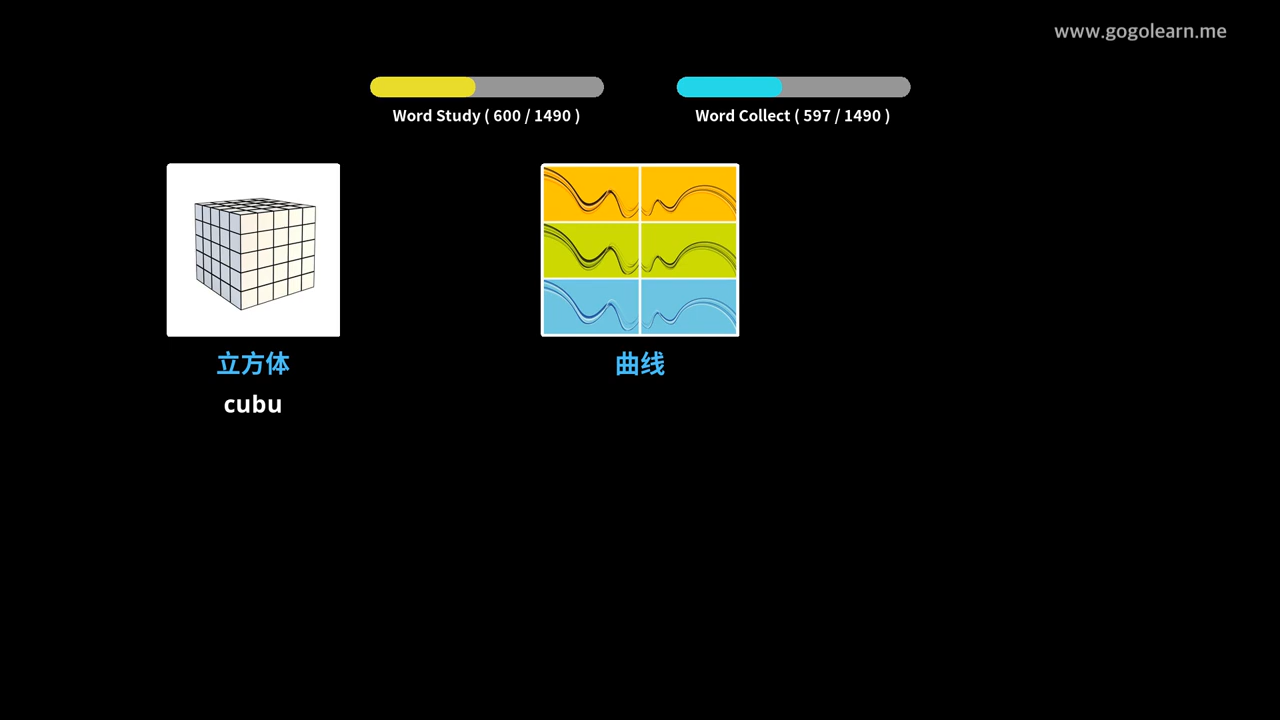 www.gogolearn.me
Word Study ( 600 / 1490 )
Word Collect ( 597 / 1490 )
立方体
曲线
cubu